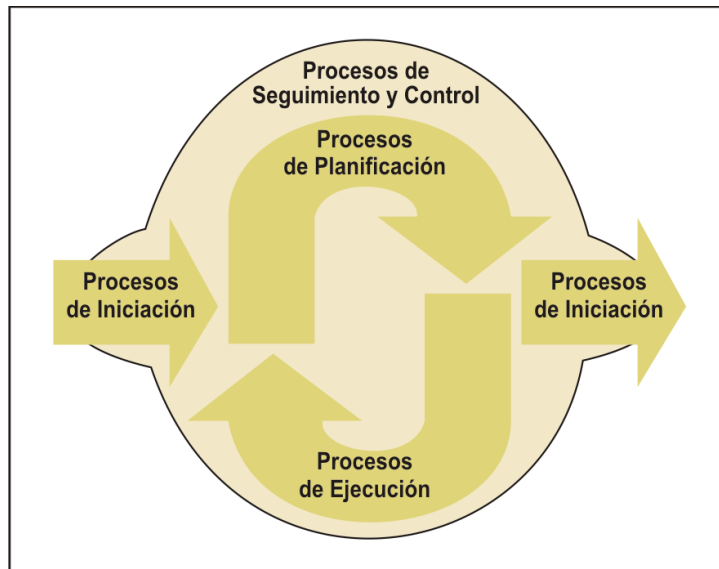 Procesos de
Seguimiento y Control
Procesos
de Planificación
Procesos
de Iniciación
Procesos
de Iniciación
Procesos
de Ejecución